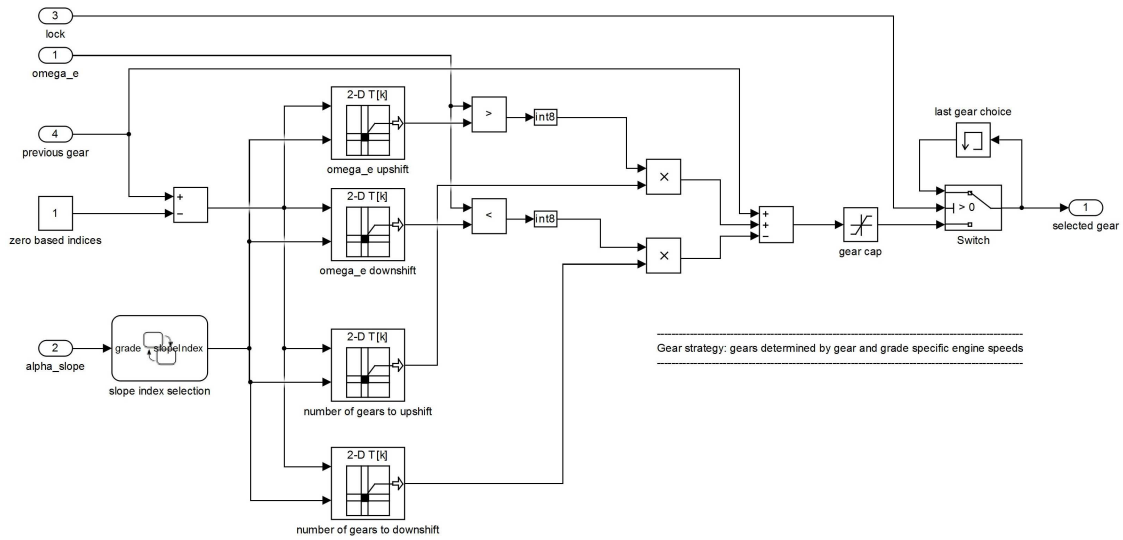 3
lock
1
omega_e
4
previous gear
1
zero based indices
+
−
2
alpha_slope
grade
slopeIndex
slope index selection
2-D T[k]
omega_e upshift
2-D T[k]
omega_e downshift
2-D T[k]
number of gears to upshift
2-D T[k]
number of gears to downshift
>
int8
<
int8
×
×
+
+
−
gear cap
last gear choice
> 0
Switch
1
selected gear
Gear strategy: gears determined by gear and grade specific engine speeds